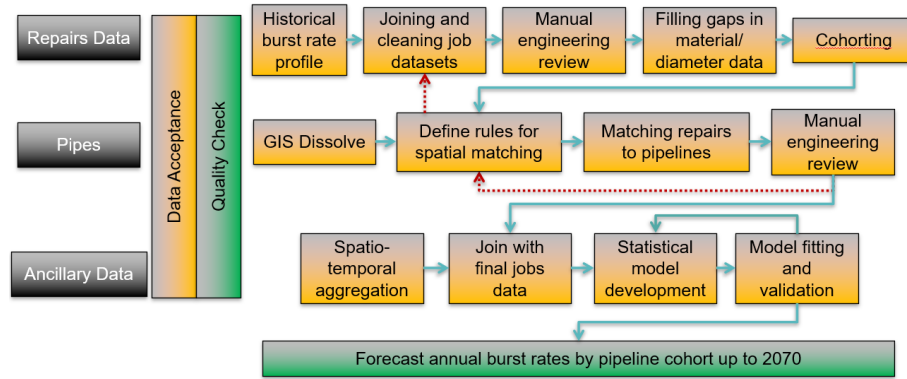 Repairs Data
Pipes
Ancillary Data
Data Acceptance
Quality Check
Historical
burst rate
profile
Joining and
cleaning job
datasets
Manual
engineering
review
Filling gaps in
material/
diameter data
Cohorting
GIS Dissolve
Define rules for
spatial matching
Matching repairs
to pipelines
Manual
engineering
review
Spatio-
temporal
aggregation
Join with
final jobs
data
Statistical
model
development
Model fitting
and
validation
Forecast annual burst rates by pipeline cohort up to 2070